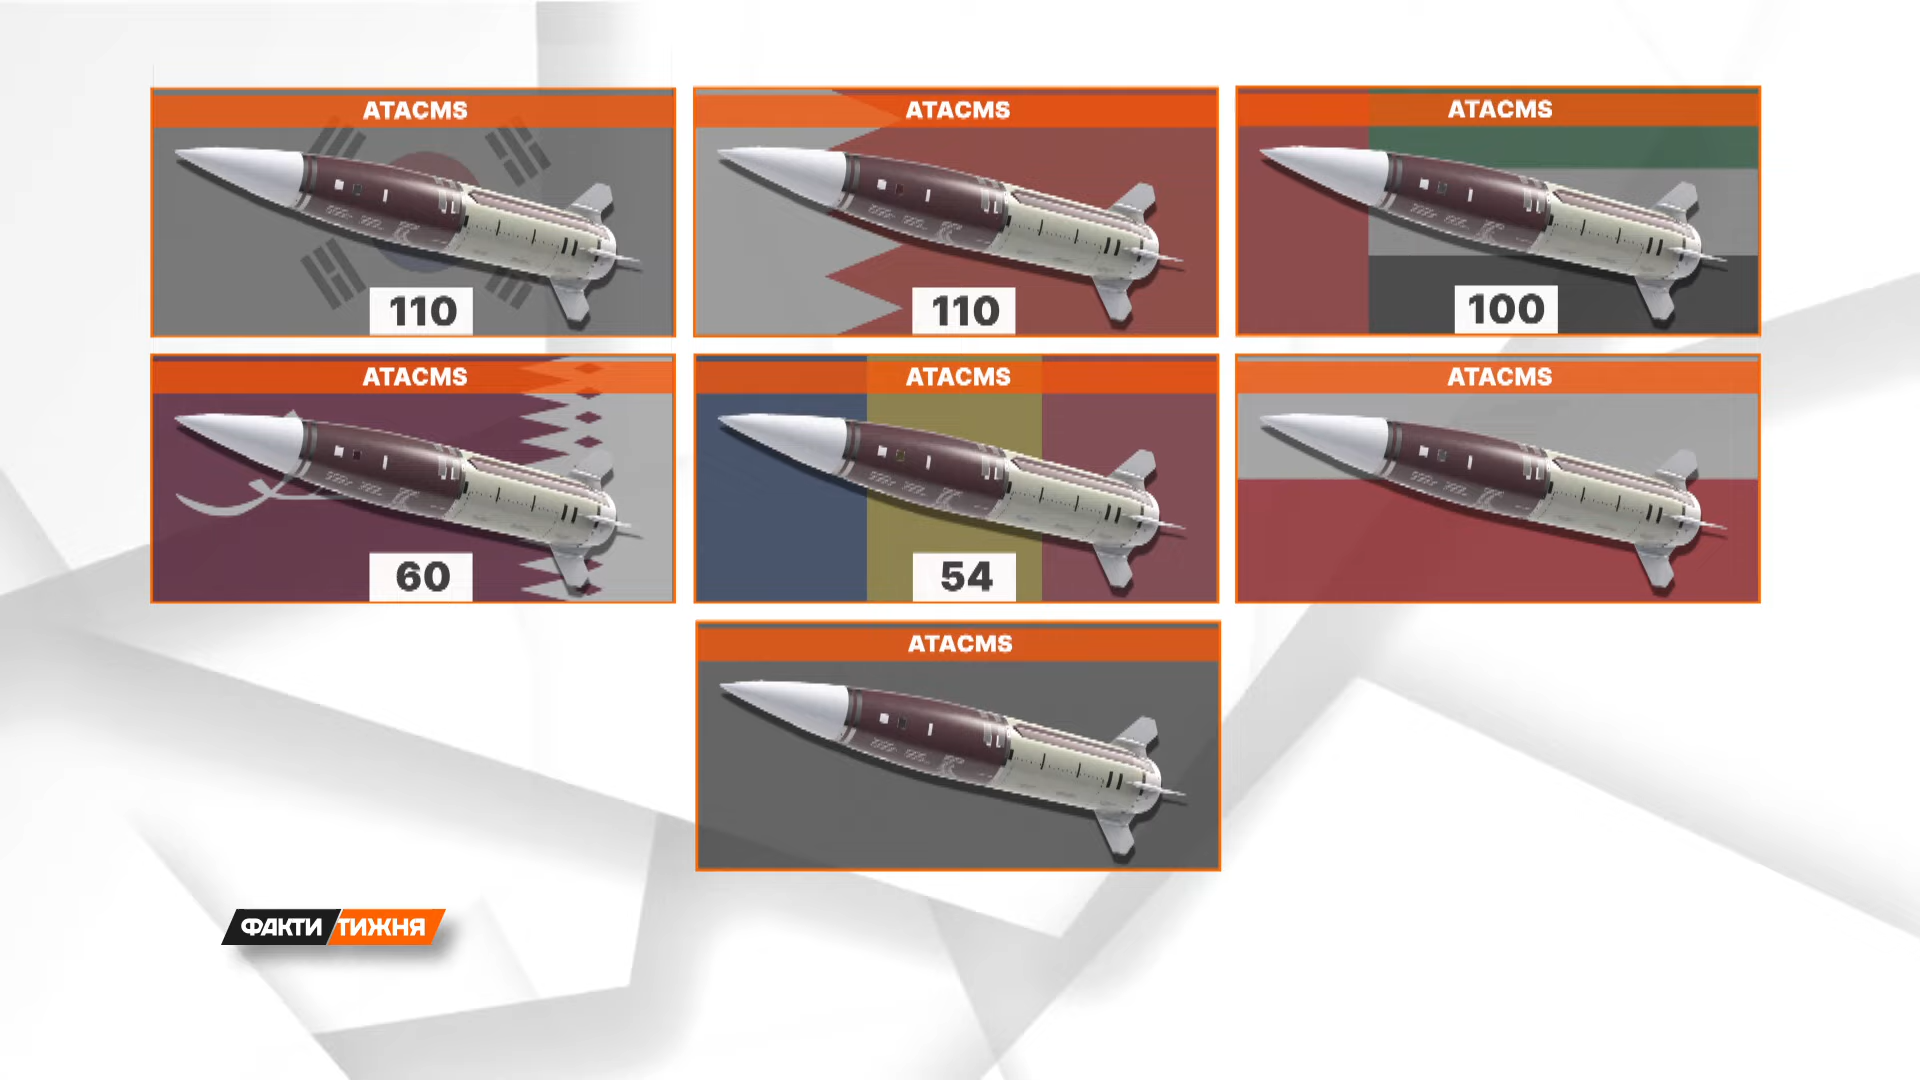 ATACMS
110
ATACMS
110
ATACMS
100
ATACMS
60
ATACMS
54
ATACMS
ATACMS
ФАКТИ ТИЖНЯ